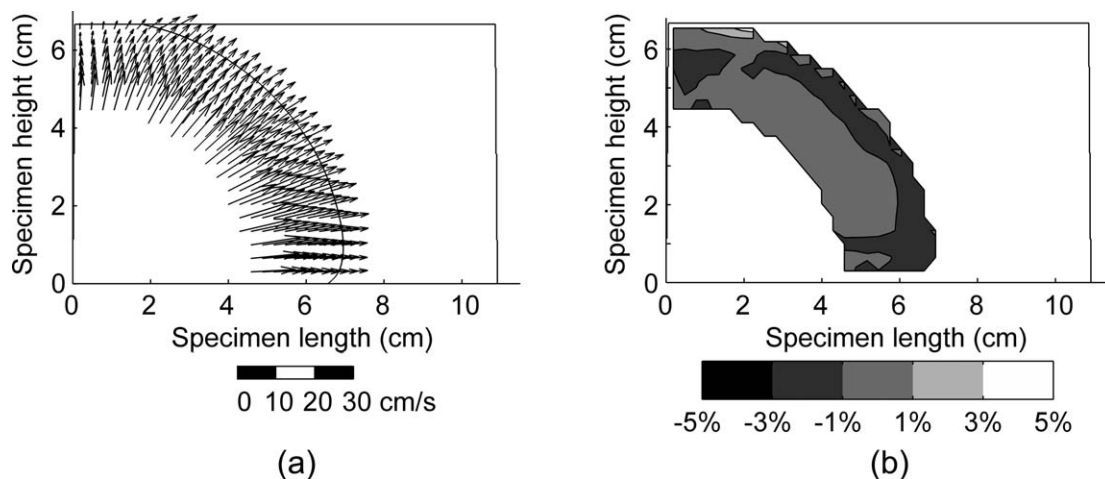 Specimen height (cm)
6
4
2
0
0 2 4 6 8 10
Specimen length (cm)
0 10 20 30 cm/s
(a)
Specimen height (cm)
6
4
2
0
0 2 4 6 8 10
Specimen length (cm)
-5% -3% -1% 1% 3% 5%
(b)